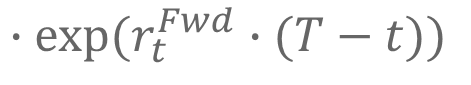 · exp(r_t^{Fwd} · (T − t))